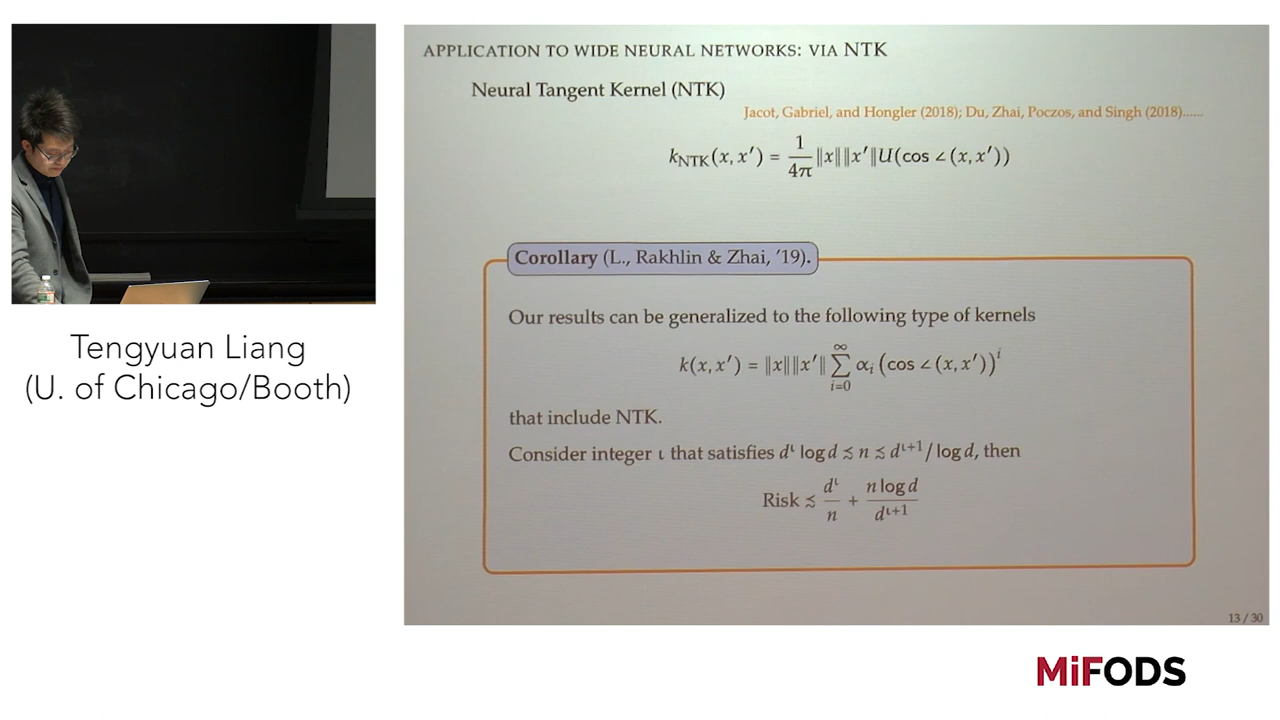 APPLICATION TO WIDE NEURAL NETWORKS: VIA NTK
Neural Tangent Kernel (NTK)
Jacot, Gabriel, and Hongler (2018); Du, Zhai, Poczos, and Singh (2018)......
k_NTK(x, x′) = 1/4π ‖x‖‖x′‖U(cos ∠(x, x′))
Corollary (L., Rakhlin & Zhai, '19).
Our results can be generalized to the following type of kernels
k(x, x′) = ‖x‖‖x′‖ ∑_{i=0}^{∞} α_i (cos ∠(x, x′))^i
that include NTK.
Consider integer ι that satisfies d^ι log d ≾ n ≾ d^{ι+1}/log d, then
Risk ≾ d^ι/n + n log d/d^{ι+1}
13 / 30
Tengyuan Liang
(U. of Chicago/Booth)
MiFODS